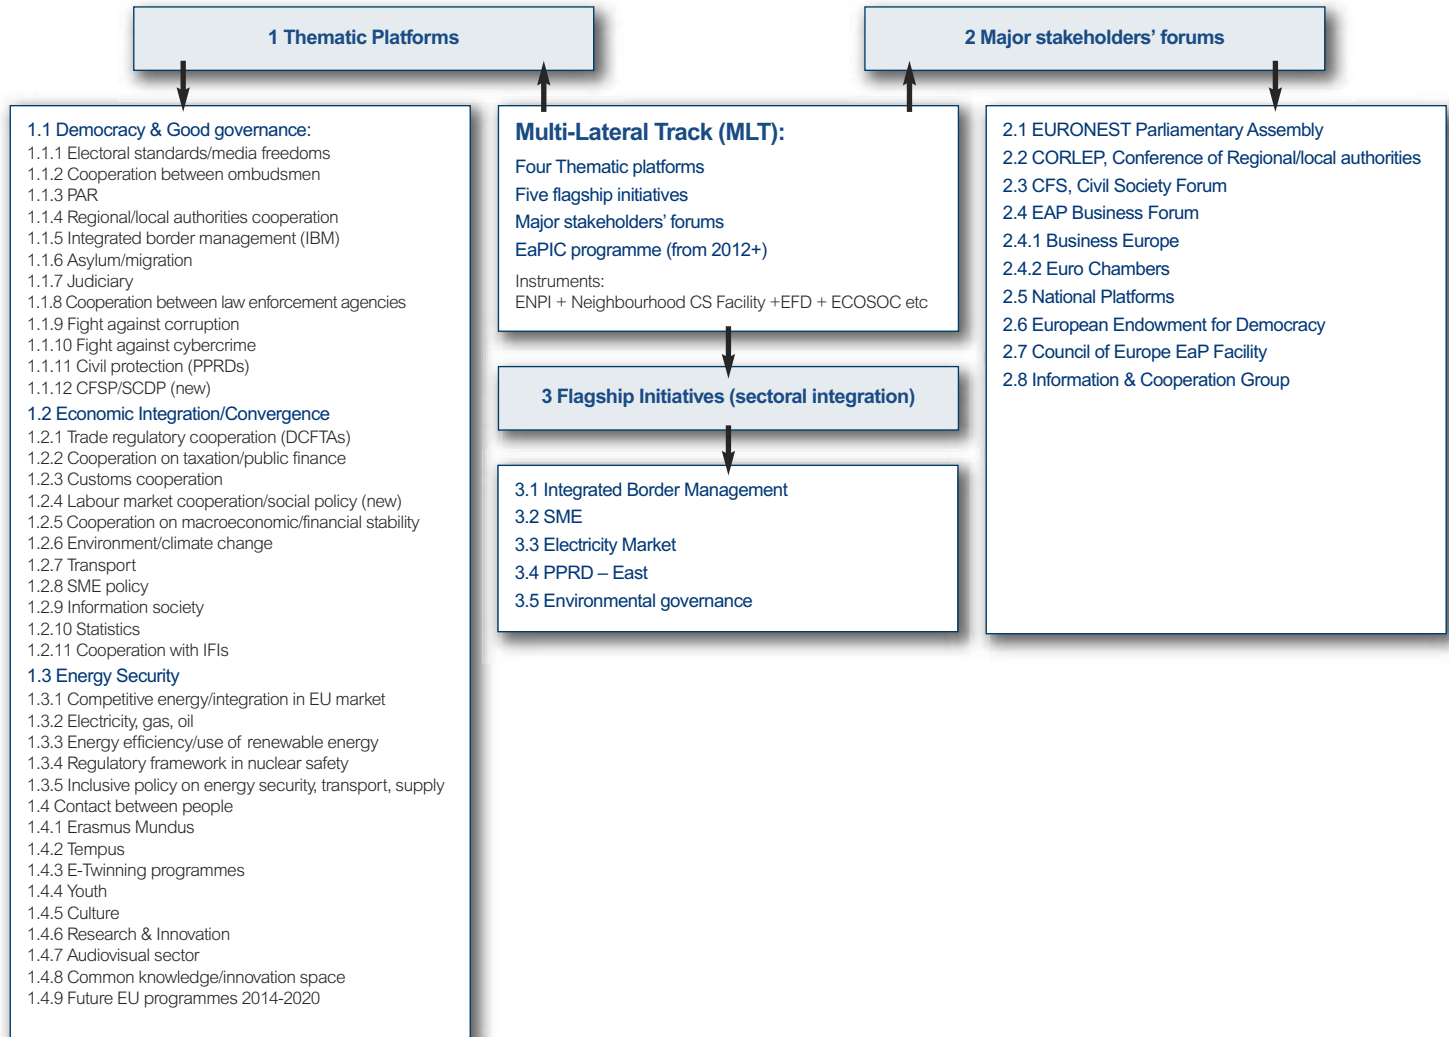 1 Thematic Platforms
2 Major stakeholders’ forums
1.1 Democracy & Good governance:
1.1.1 Electoral standards/media freedoms
1.1.2 Cooperation between ombudsmen
1.1.3 PAR
1.1.4 Regional/local authorities cooperation
1.1.5 Integrated border management (IBM)
1.1.6 Asylum/migration
1.1.7 Judiciary
1.1.8 Cooperation between law enforcement agencies
1.1.9 Fight against corruption
1.1.10 Fight against cybercrime
1.1.11 Civil protection (PPRDs)
1.1.12 CFSP/SCDP (new)
1.2 Economic Integration/Convergence
1.2.1 Trade regulatory cooperation (DCFTAs)
1.2.2 Cooperation on taxation/public finance
1.2.3 Customs cooperation
1.2.4 Labour market cooperation/social policy (new)
1.2.5 Cooperation on macroeconomic/financial stability
1.2.6 Environment/climate change
1.2.7 Transport
1.2.8 SME policy
1.2.9 Information society
1.2.10 Statistics
1.2.11 Cooperation with IFIs
1.3 Energy Security
1.3.1 Competitive energy/integration in EU market
1.3.2 Electricity, gas, oil
1.3.3 Energy efficiency/use of renewable energy
1.3.4 Regulatory framework in nuclear safety
1.3.5 Inclusive policy on energy security, transport, supply
1.4 Contact between people
1.4.1 Erasmus Mundus
1.4.2 Tempus
1.4.3 E-Twinning programmes
1.4.4 Youth
1.4.5 Culture
1.4.6 Research & Innovation
1.4.7 Audiovisual sector
1.4.8 Common knowledge/innovation space
1.4.9 Future EU programmes 2014-2020
Multi-Lateral Track (MLT):
Four Thematic platforms
Five flagship initiatives
Major stakeholders’ forums
EaPIC programme (from 2012+)
Instruments:
ENPI + Neighbourhood CS Facility +EFD + ECOSOC etc
3 Flagship Initiatives (sectoral integration)
3.1 Integrated Border Management
3.2 SME
3.3 Electricity Market
3.4 PPRD – East
3.5 Environmental governance
2.1 EURONEST Parliamentary Assembly
2.2 CORLEP, Conference of Regional/local authorities
2.3 CFS, Civil Society Forum
2.4 EAP Business Forum
2.4.1 Business Europe
2.4.2 Euro Chambers
2.5 National Platforms
2.6 European Endowment for Democracy
2.7 Council of Europe EaP Facility
2.8 Information & Cooperation Group